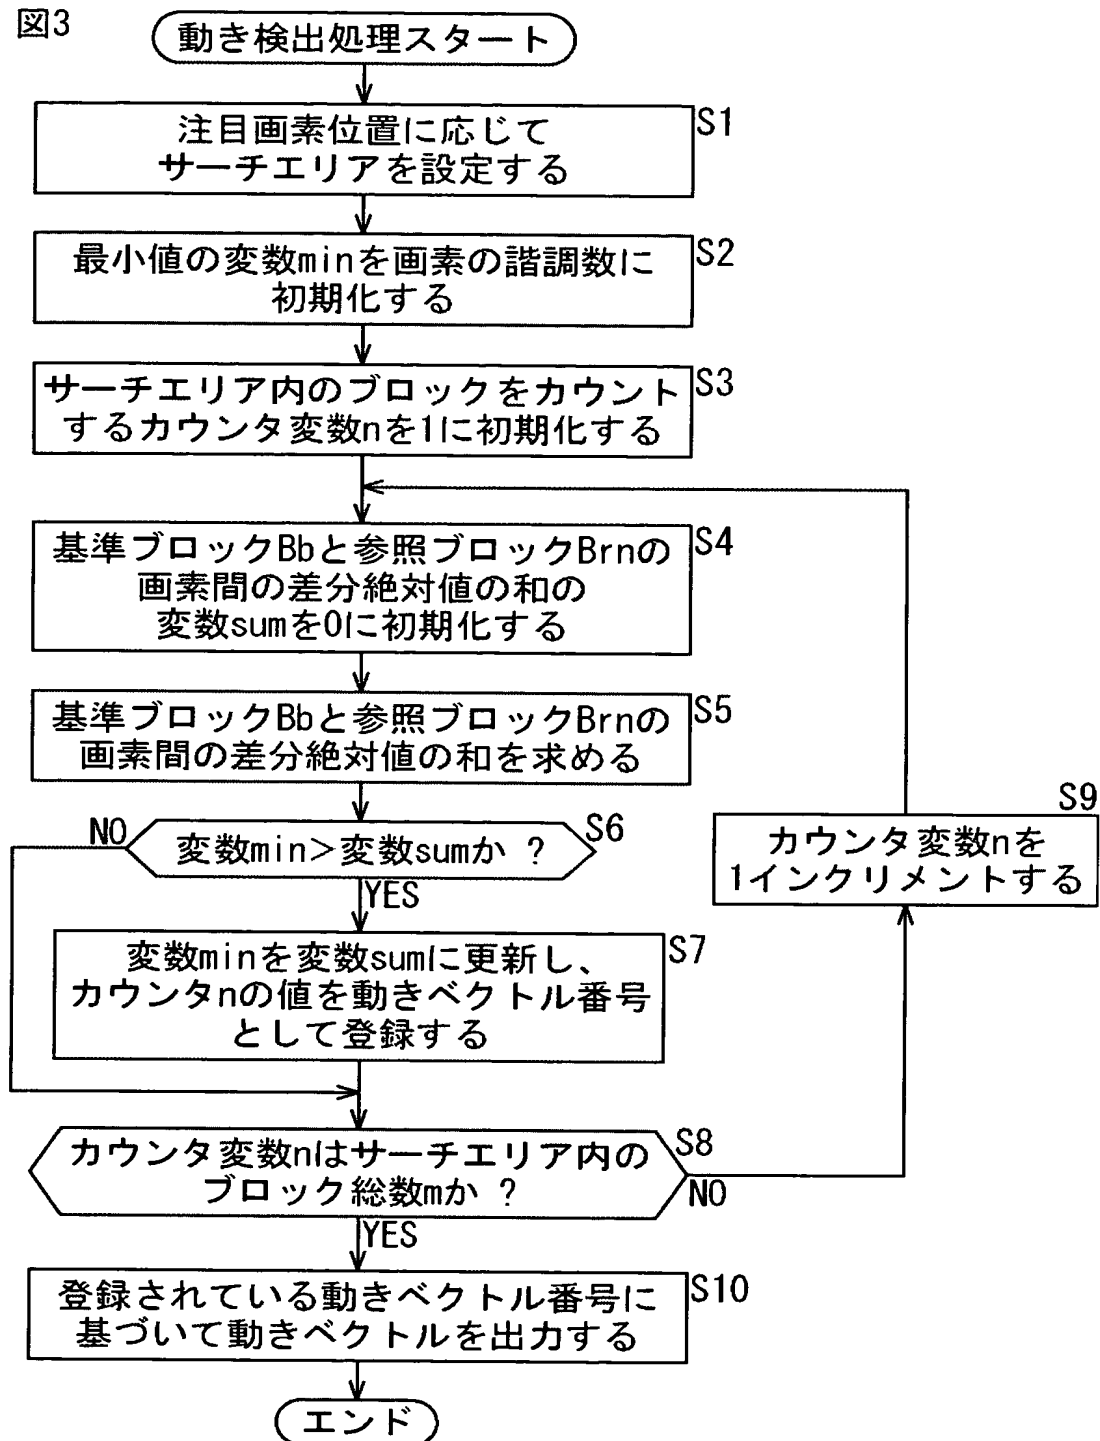 図3
動き検出処理スタート
S1
注目画素位置に応じて
サーチエリアを設定する
S2
最小値の変数minを画素の諧調数に
初期化する
S3
サーチエリア内のブロックをカウント
するカウンタ変数nを1に初期化する
S4
基準ブロックBbと参照ブロックBrnの
画素間の差分絶対値の和の
変数sumを0に初期化する
S5
基準ブロックBbと参照ブロックBrnの
画素間の差分絶対値の和を求める
S6
変数min>変数sumか ?
NO
YES
S7
変数minを変数sumに更新し、
カウンタnの値を動きベクトル番号
として登録する
S8
カウンタ変数nはサーチエリア内の
ブロック総数mか ?
NO
YES
S9
カウンタ変数nを
1インクリメントする
S10
登録されている動きベクトル番号に
基づいて動きベクトルを出力する
エンド